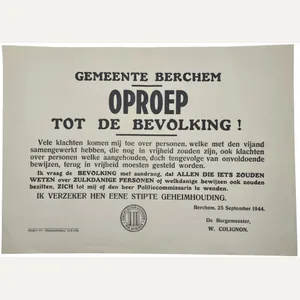 GEMEENTE BERCHEM
OPROEP
TOT DE BEVOLKING !
Vele klachten komen mij toe over personen, welke met den vijand
samengewerkt hebben, die nog in vrijheid zouden zijn, ook klachten
over personen welke aangehouden, doch tengevolge van onvoldoende
bewijzen, terug in vrijheid moesten gesteld worden.
Ik vraag de BEVOLKING met aandrang, dat ALLEN DIE IETS ZOUDEN
WETEN over ZULKDANIGE PERSONEN of welkdanige bewijzen ook zouden
bezitten, ZICH tot mij of den heer Politiecommissaris te wenden.
IK VERZEKER HEN EENE STIPTE GEHEIMHOUDING.
Berchem, 25 September 1944.
De Burgemeester,
W. COLIGNON.